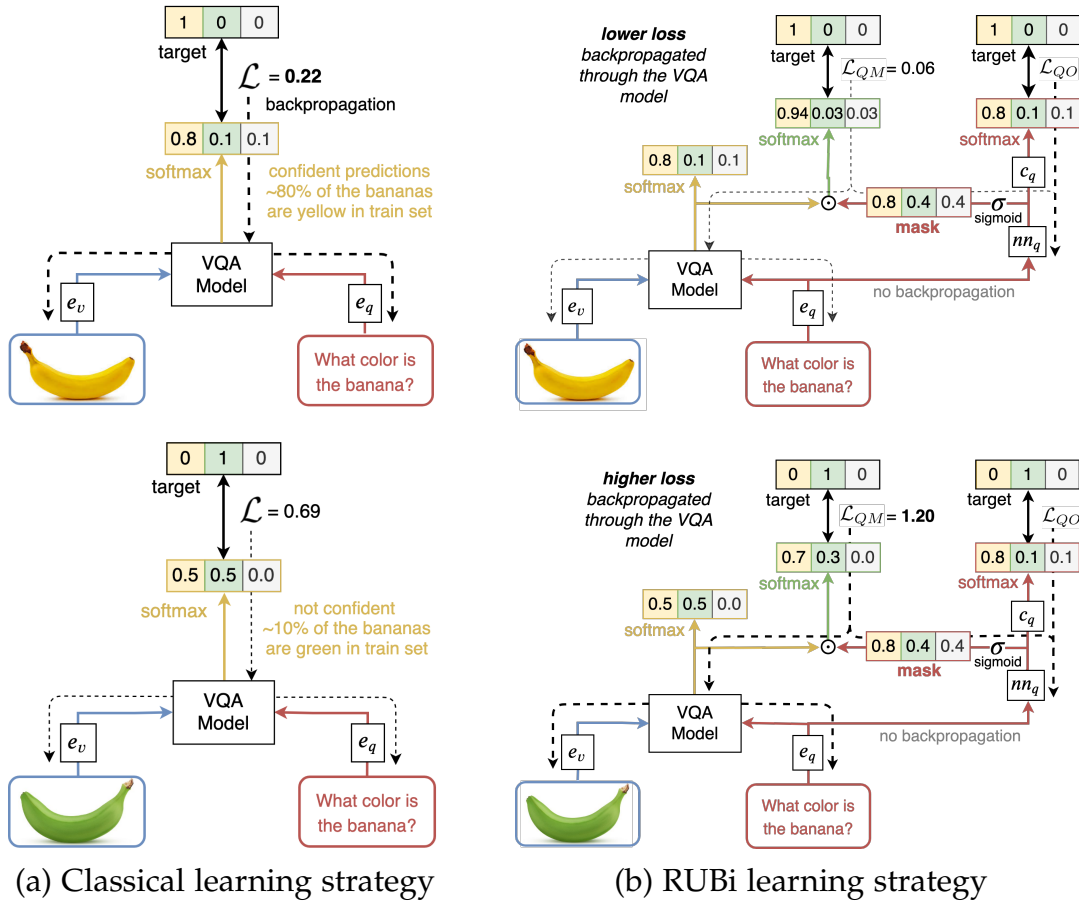 1 0 0
target
ℒ = 0.22
backpropagation
0.8 0.1 0.1
softmax
confident predictions
~80% of the bananas
are yellow in train set
VQA
Model
e_v
e_q
What color is
the banana?
0 1 0
target
ℒ = 0.69
0.5 0.5 0.0
softmax
not confident
~10% of the bananas
are green in train set
VQA
Model
e_v
e_q
What color is
the banana?
(a) Classical learning strategy
lower loss
backpropagated
through the VQA
model
1 0 0
target
ℒ_QM = 0.06
0.94 0.03 0.03
softmax
1 0 0
target
ℒ_QO
0.8 0.1 0.1
softmax
c_q
0.8 0.1 0.1
softmax
⊙
0.8 0.4 0.4
mask
σ
sigmoid
nn_q
VQA
Model
no backpropagation
e_v
e_q
What color is
the banana?
higher loss
backpropagated
through the VQA
model
0 1 0
target
ℒ_QM = 1.20
0.7 0.3 0.0
softmax
0 1 0
target
ℒ_QO
0.8 0.1 0.1
softmax
c_q
0.5 0.5 0.0
softmax
⊙
0.8 0.4 0.4
mask
σ
sigmoid
nn_q
VQA
Model
no backpropagation
e_v
e_q
What color is
the banana?
(b) RUBi learning strategy